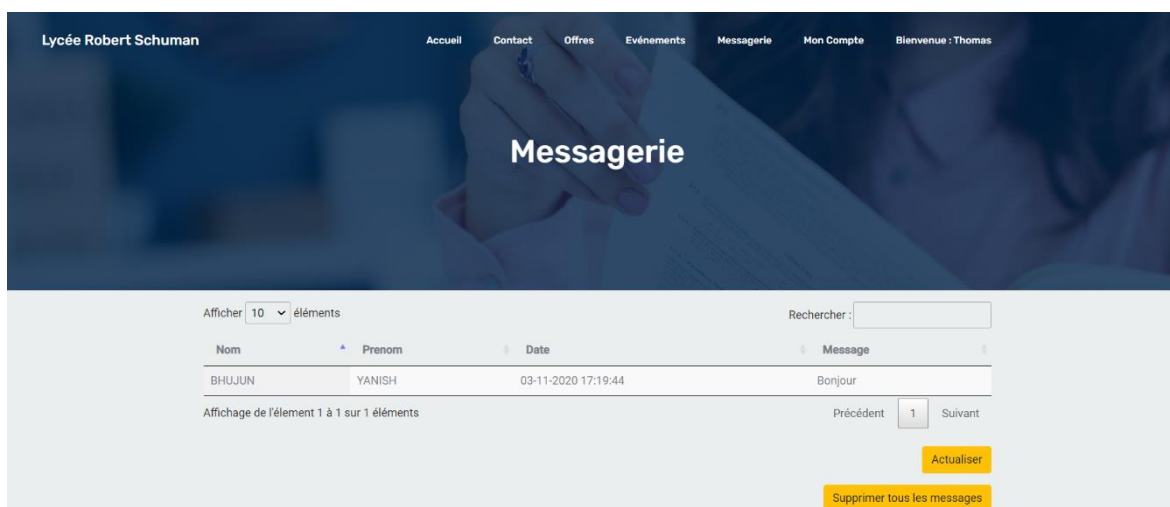 Lycée Robert Schuman Accueil Contact Offres Evénements Messagerie Mon Compte Bienvenue : Thomas
Messagerie
Afficher 10 éléments Rechercher :
Nom Prenom Date Message
BHUJUN YANISH 03-11-2020 17:19:44 Bonjour
Affichage de l'élement 1 à 1 sur 1 éléments Précédent 1 Suivant
Actualiser
Supprimer tous les messages